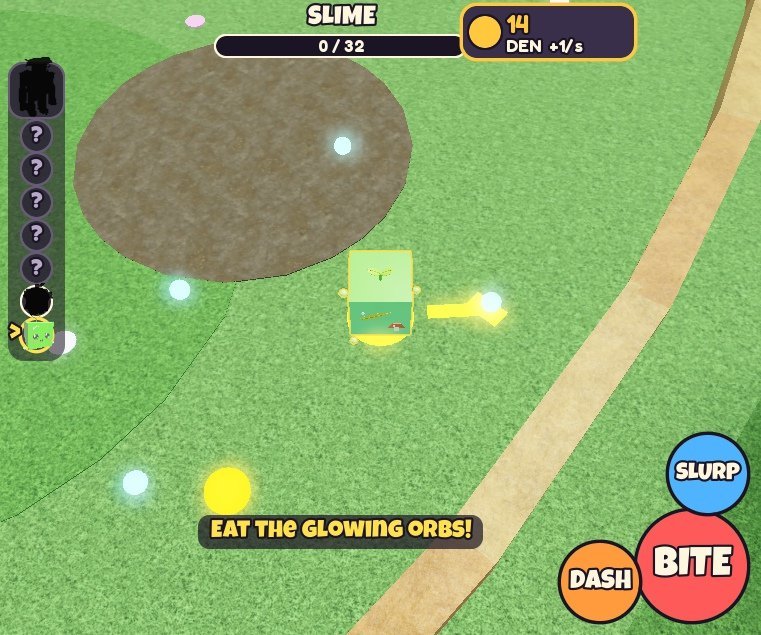 SLIME
0 / 32
14
DEN +1/s
?
?
?
?
?
>
EAT THE GLOWING ORBS!
SLURP
BITE
DASH